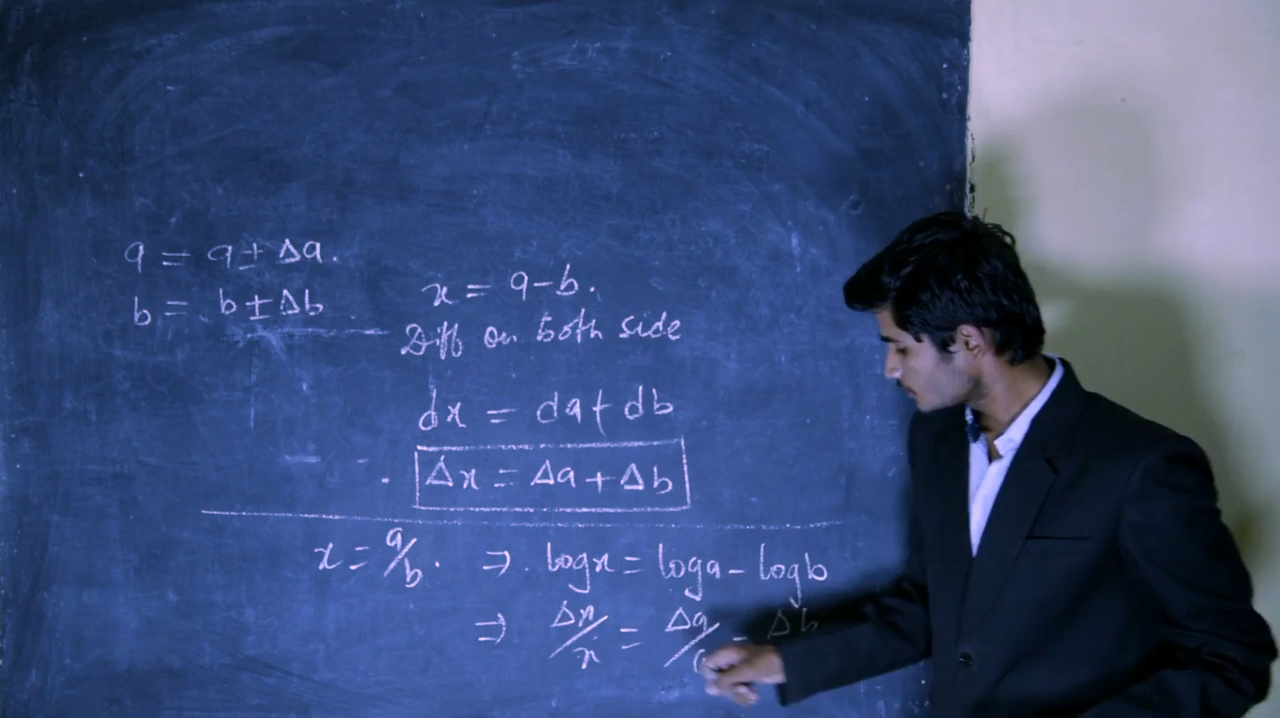 a = a ± Δa.
b = b ± Δb
x = a - b.
Diff on both side
dx = da + db
Δx = Δa + Δb
x = a/b. ⇒. log x = log a - log b
⇒ Δx/x = Δa/a - Δb